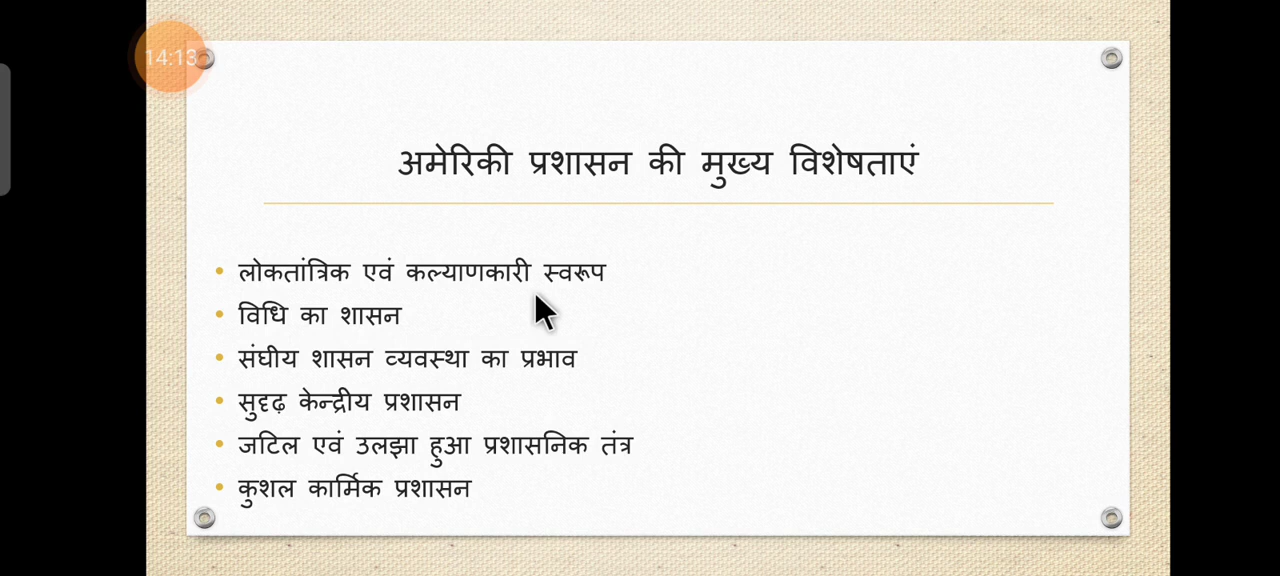 14:13
अमेरिकी प्रशासन की मुख्य विशेषताएं
• लोकतांत्रिक एवं कल्याणकारी स्वरूप
• विधि का शासन
• संघीय शासन व्यवस्था का प्रभाव
• सुदृढ़ केन्द्रीय प्रशासन
• जटिल एवं उलझा हुआ प्रशासनिक तंत्र
• कुशल कार्मिक प्रशासन